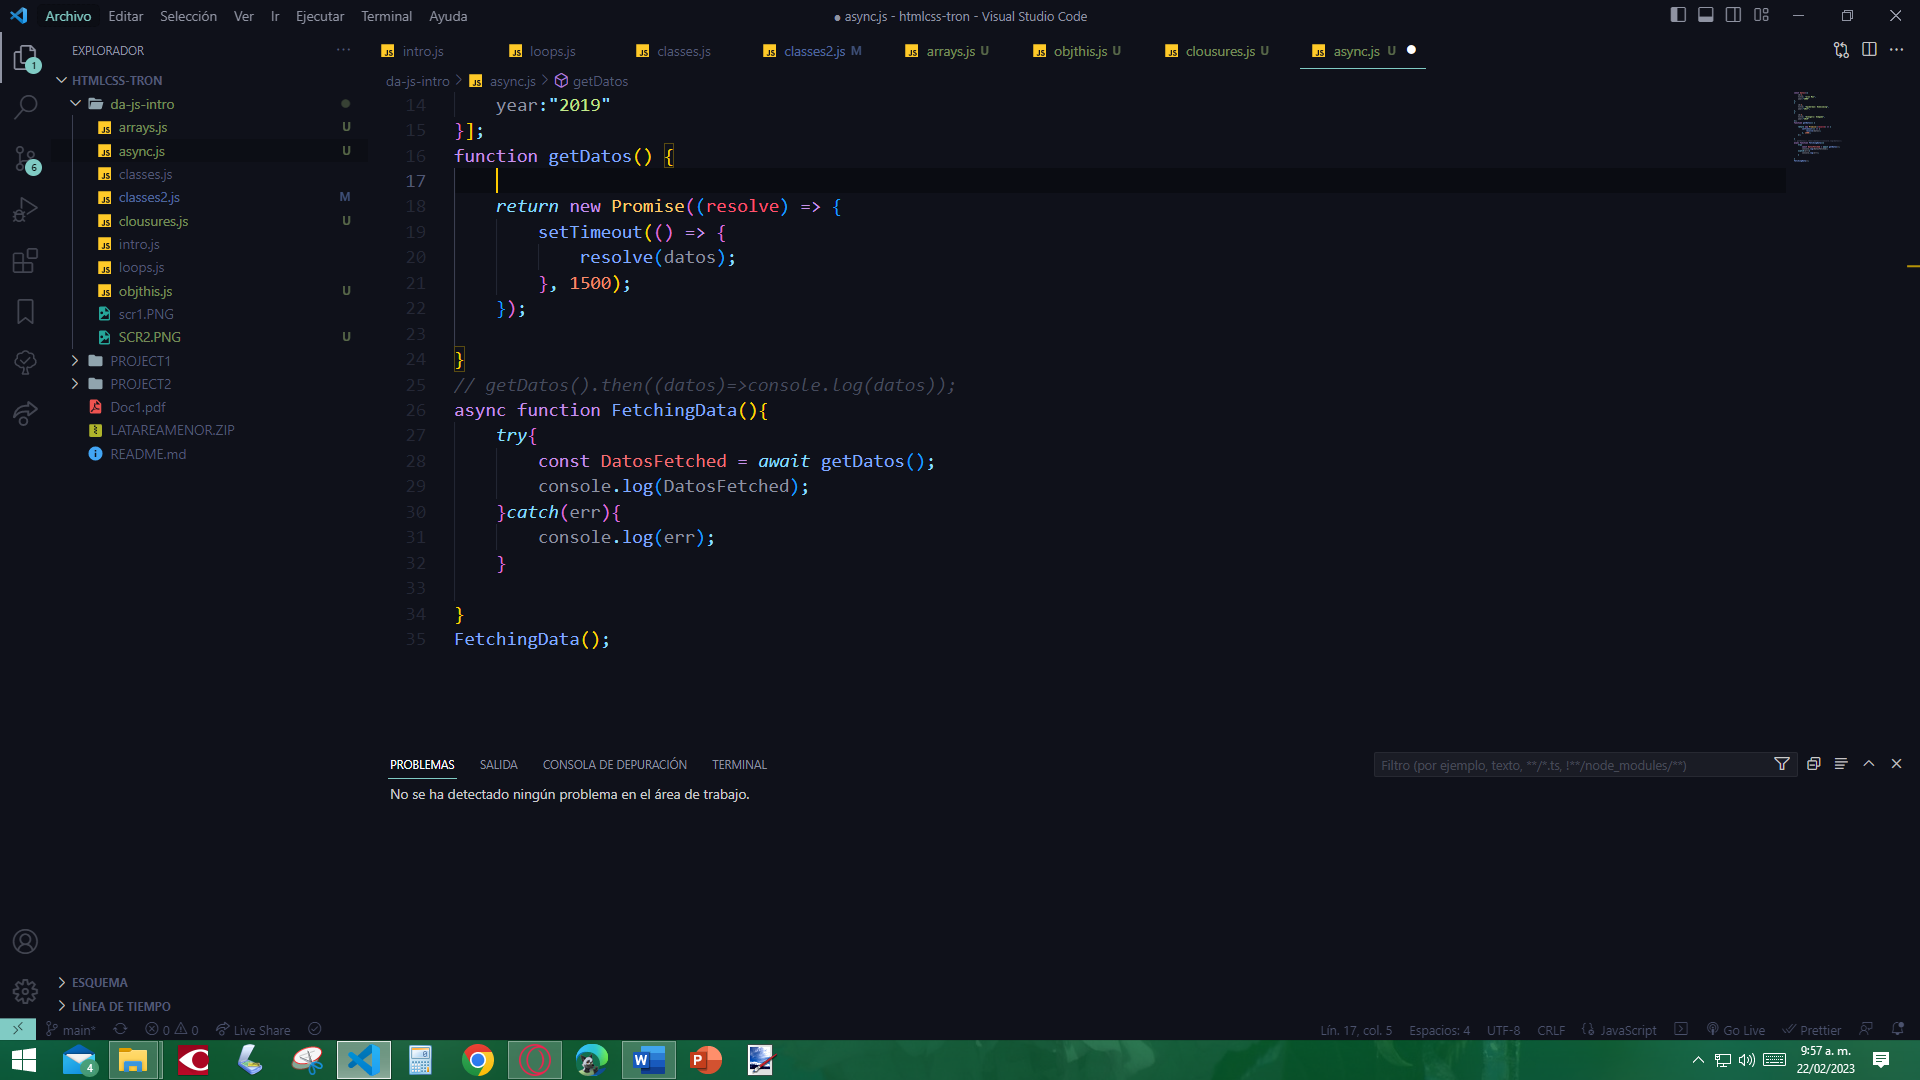 Archivo Editar Selección Ver Ir Ejecutar Terminal Ayuda
● async.js - htmlcss-tron - Visual Studio Code
EXPLORADOR
intro.js
loops.js
classes.js
classes2.js M
arrays.js U
objthis.js U
clousures.js U
async.js U
HTMLCSS-TRON
da-js-intro
arrays.js U
async.js U
classes.js
classes2.js M
clousures.js U
intro.js
loops.js
objthis.js U
scr1.PNG
SCR2.PNG U
PROJECT1
PROJECT2
Doc1.pdf
LATAREAMENOR.ZIP
README.md
1
6
ESQUEMA
LÍNEA DE TIEMPO
da-js-intro > async.js > getDatos
14 year:"2019"
15 }];
16 function getDatos() {
17
18 return new Promise((resolve) => {
19 setTimeout(() => {
20 resolve(datos);
21 }, 1500);
22 });
23
24 }
25 // getDatos().then((datos)=>console.log(datos));
26 async function FetchingData(){
27 try{
28 const DatosFetched = await getDatos();
29 console.log(DatosFetched);
30 }catch(err){
31 console.log(err);
32 }
33
34 }
35 FetchingData();
PROBLEMAS SALIDA CONSOLA DE DEPURACIÓN TERMINAL
Filtro (por ejemplo, texto, **/*.ts, !**/node_modules/**)
No se ha detectado ningún problema en el área de trabajo.
main* 0 0 Live Share
Lín. 17, col. 5 Espacios: 4 UTF-8 CRLF {} JavaScript Go Live Prettier
4
9:57 a. m.
22/02/2023